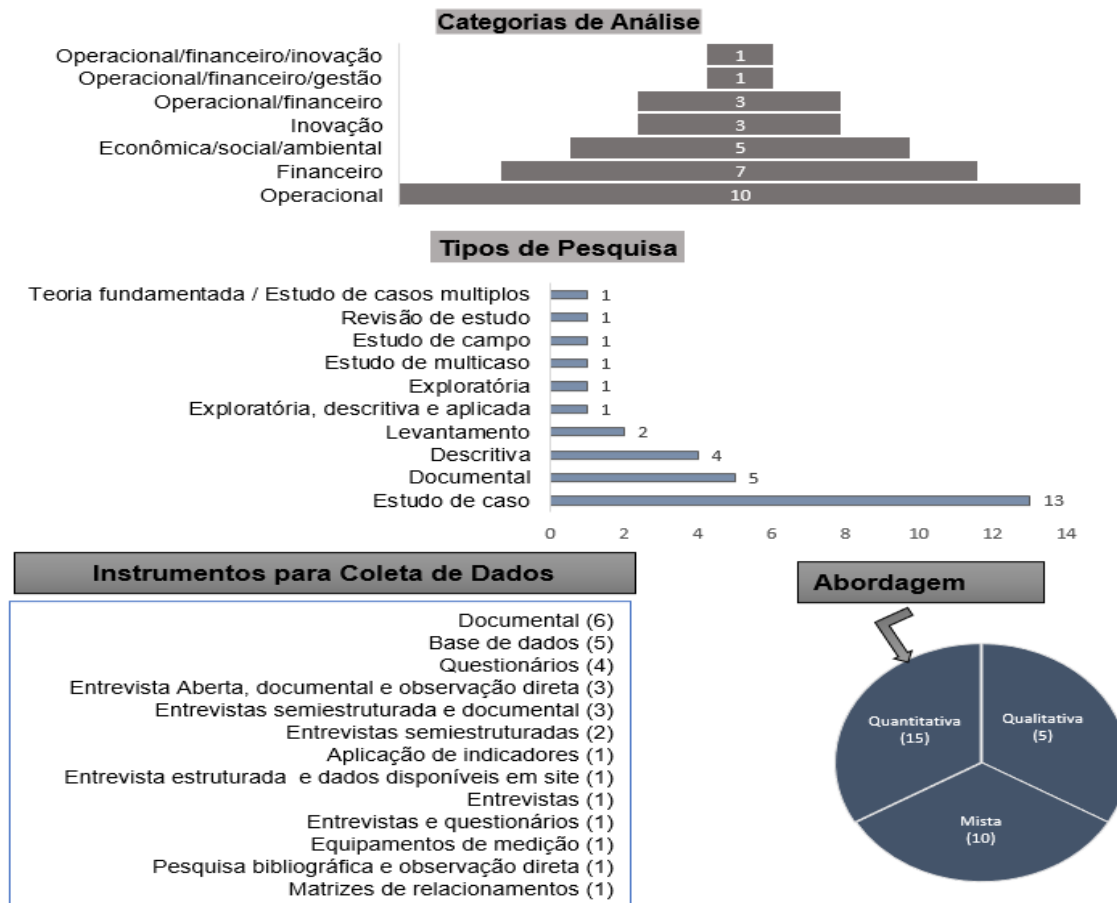 Categorias de Análise
Operacional/financeiro/inovação 1
Operacional/financeiro/gestão 1
Operacional/financeiro 3
Inovação 3
Econômica/social/ambiental 5
Financeiro 7
Operacional 10
Tipos de Pesquisa
Teoria fundamentada / Estudo de casos multiplos 1
Revisão de estudo 1
Estudo de campo 1
Estudo de multicaso 1
Exploratória 1
Exploratória, descritiva e aplicada 1
Levantamento 2
Descritiva 4
Documental 5
Estudo de caso 13
0 2 4 6 8 10 12 14
Instrumentos para Coleta de Dados
Documental (6)
Base de dados (5)
Questionários (4)
Entrevista Aberta, documental e observação direta (3)
Entrevistas semiestruturada e documental (3)
Entrevistas semiestruturadas (2)
Aplicação de indicadores (1)
Entrevista estruturada e dados disponíveis em site (1)
Entrevistas (1)
Entrevistas e questionários (1)
Equipamentos de medição (1)
Pesquisa bibliográfica e observação direta (1)
Matrizes de relacionamentos (1)
Abordagem
Quantitativa
(15)
Qualitativa
(5)
Mista
(10)